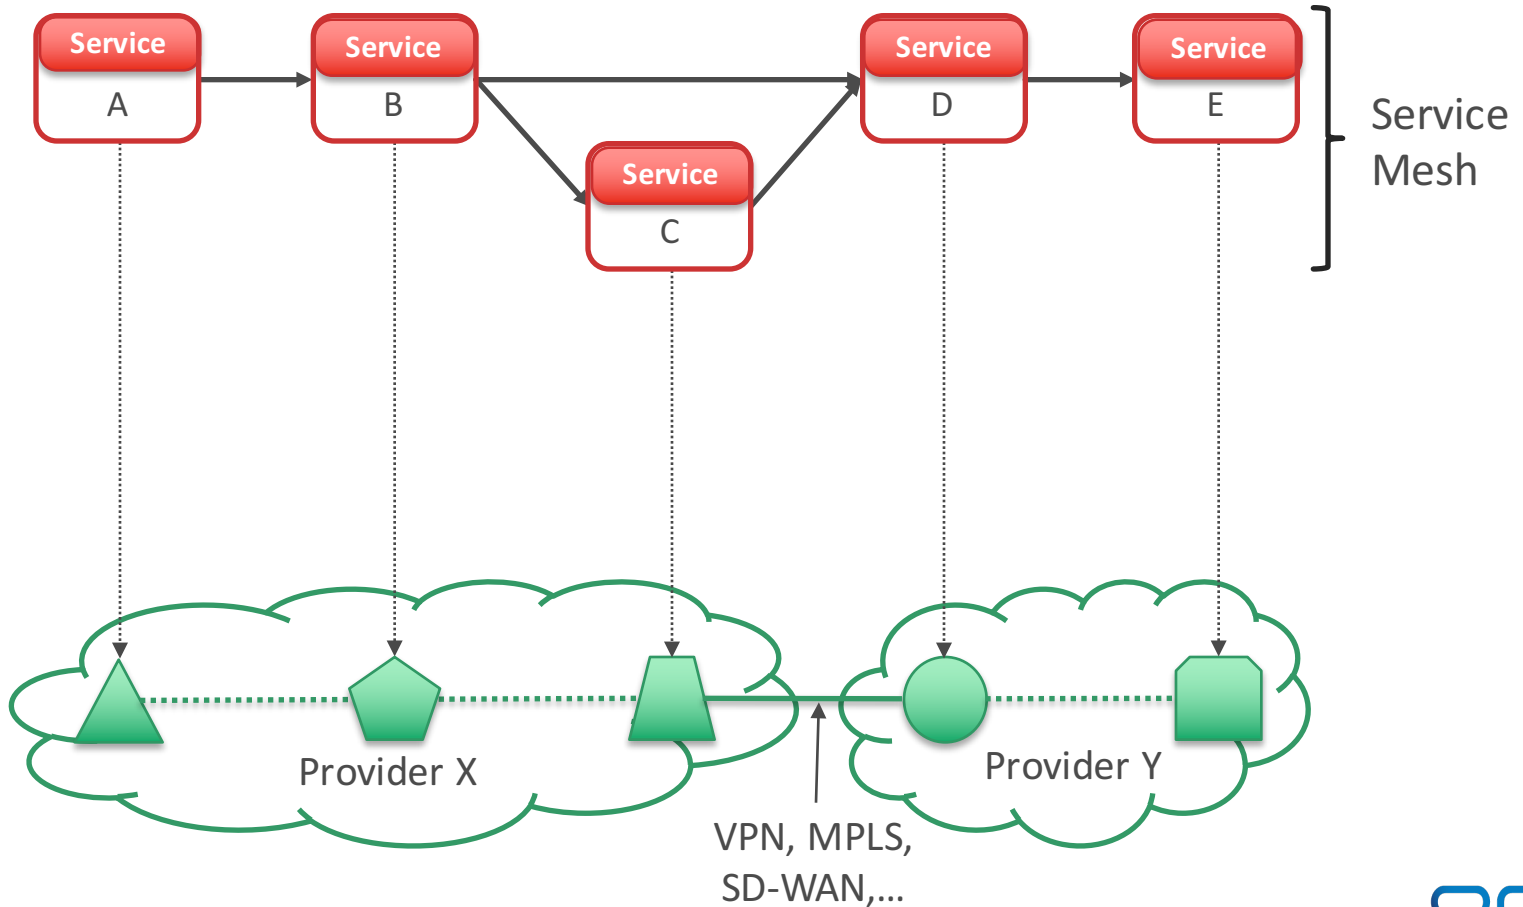 Service
A
Service
B
Service
C
Service
D
Service
E
Service
Mesh
Provider X
Provider Y
VPN, MPLS,
SD-WAN,...